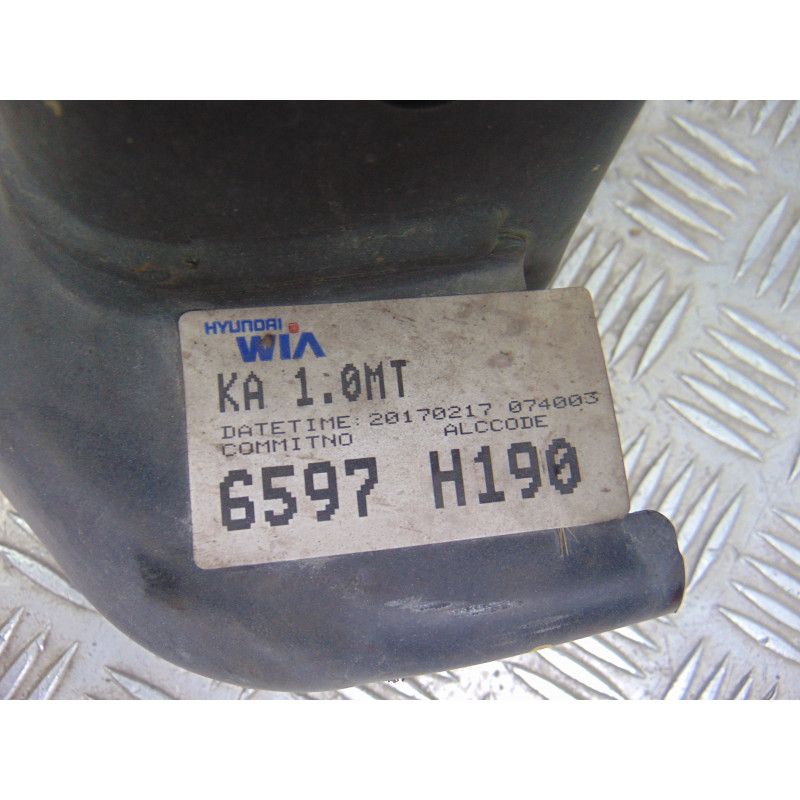 HYUNDAI
WIA
KA 1.0MT
DATETIME:20170217 074003
COMMITNO ALCCODE
6597 H190